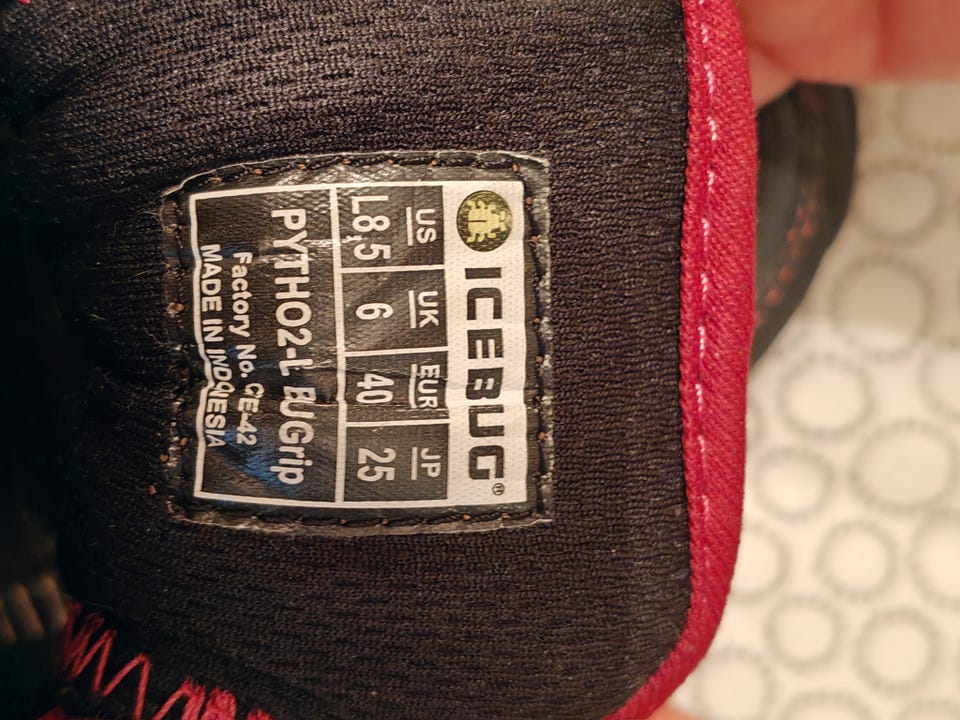 ICEBUG®
US UK EUR JP
L8.5 6 40 25
PYTHO2-L BUGrip
Factory No. CE-42
MADE IN INDONESIA